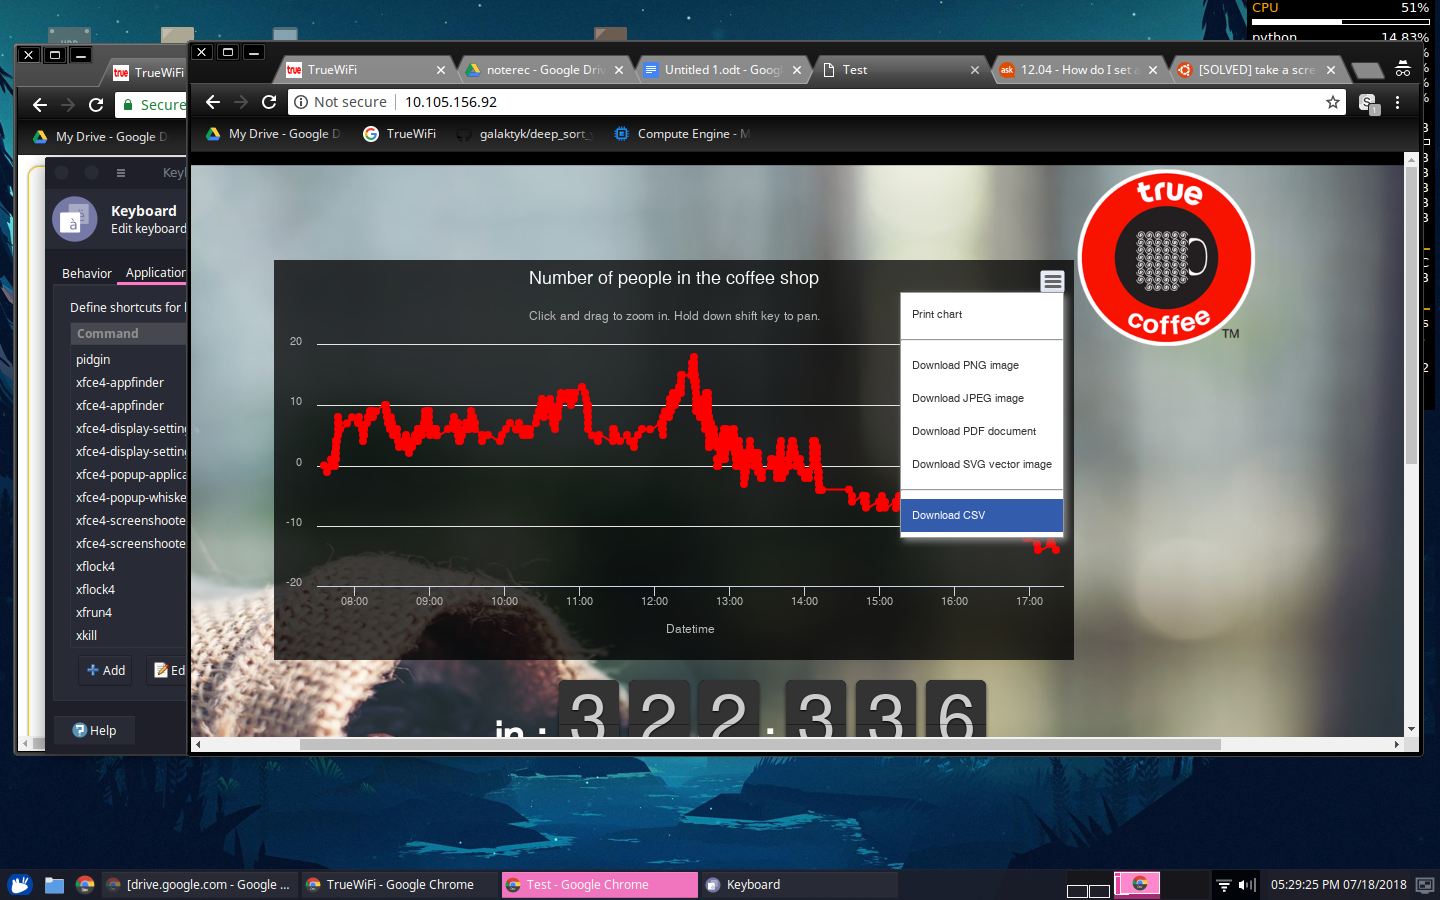 CPU 51%
python 14.83%
TrueWiFi
TrueWiFi
noterec - Google Driv
Untitled 1.odt - Googl
Test
12.04 - How do I set a
[SOLVED] take a scre
Secure
Not secure 10.105.156.92
My Drive - Google D
My Drive - Google D
TrueWiFi
galaktyk/deep_sort_
Compute Engine - M
Keyboard
Edit keyboard
Behavior
Application
Define shortcuts for l
Command
pidgin
xfce4-appfinder
xfce4-appfinder
xfce4-display-setting
xfce4-display-setting
xfce4-popup-applica
xfce4-popup-whiske
xfce4-screenshoote
xfce4-screenshoote
xflock4
xflock4
xfrun4
xkill
Add
Ed
Help
true
coffee
TM
Number of people in the coffee shop
Click and drag to zoom in. Hold down shift key to pan.
20
10
0
-10
-20
08:00 09:00 10:00 11:00 12:00 13:00 14:00 15:00 16:00 17:00
Datetime
Print chart
Download PNG image
Download JPEG image
Download PDF document
Download SVG vector image
Download CSV
in : 322:336
[drive.google.com - Google ...
TrueWiFi - Google Chrome
Test - Google Chrome
Keyboard
05:29:25 PM 07/18/2018